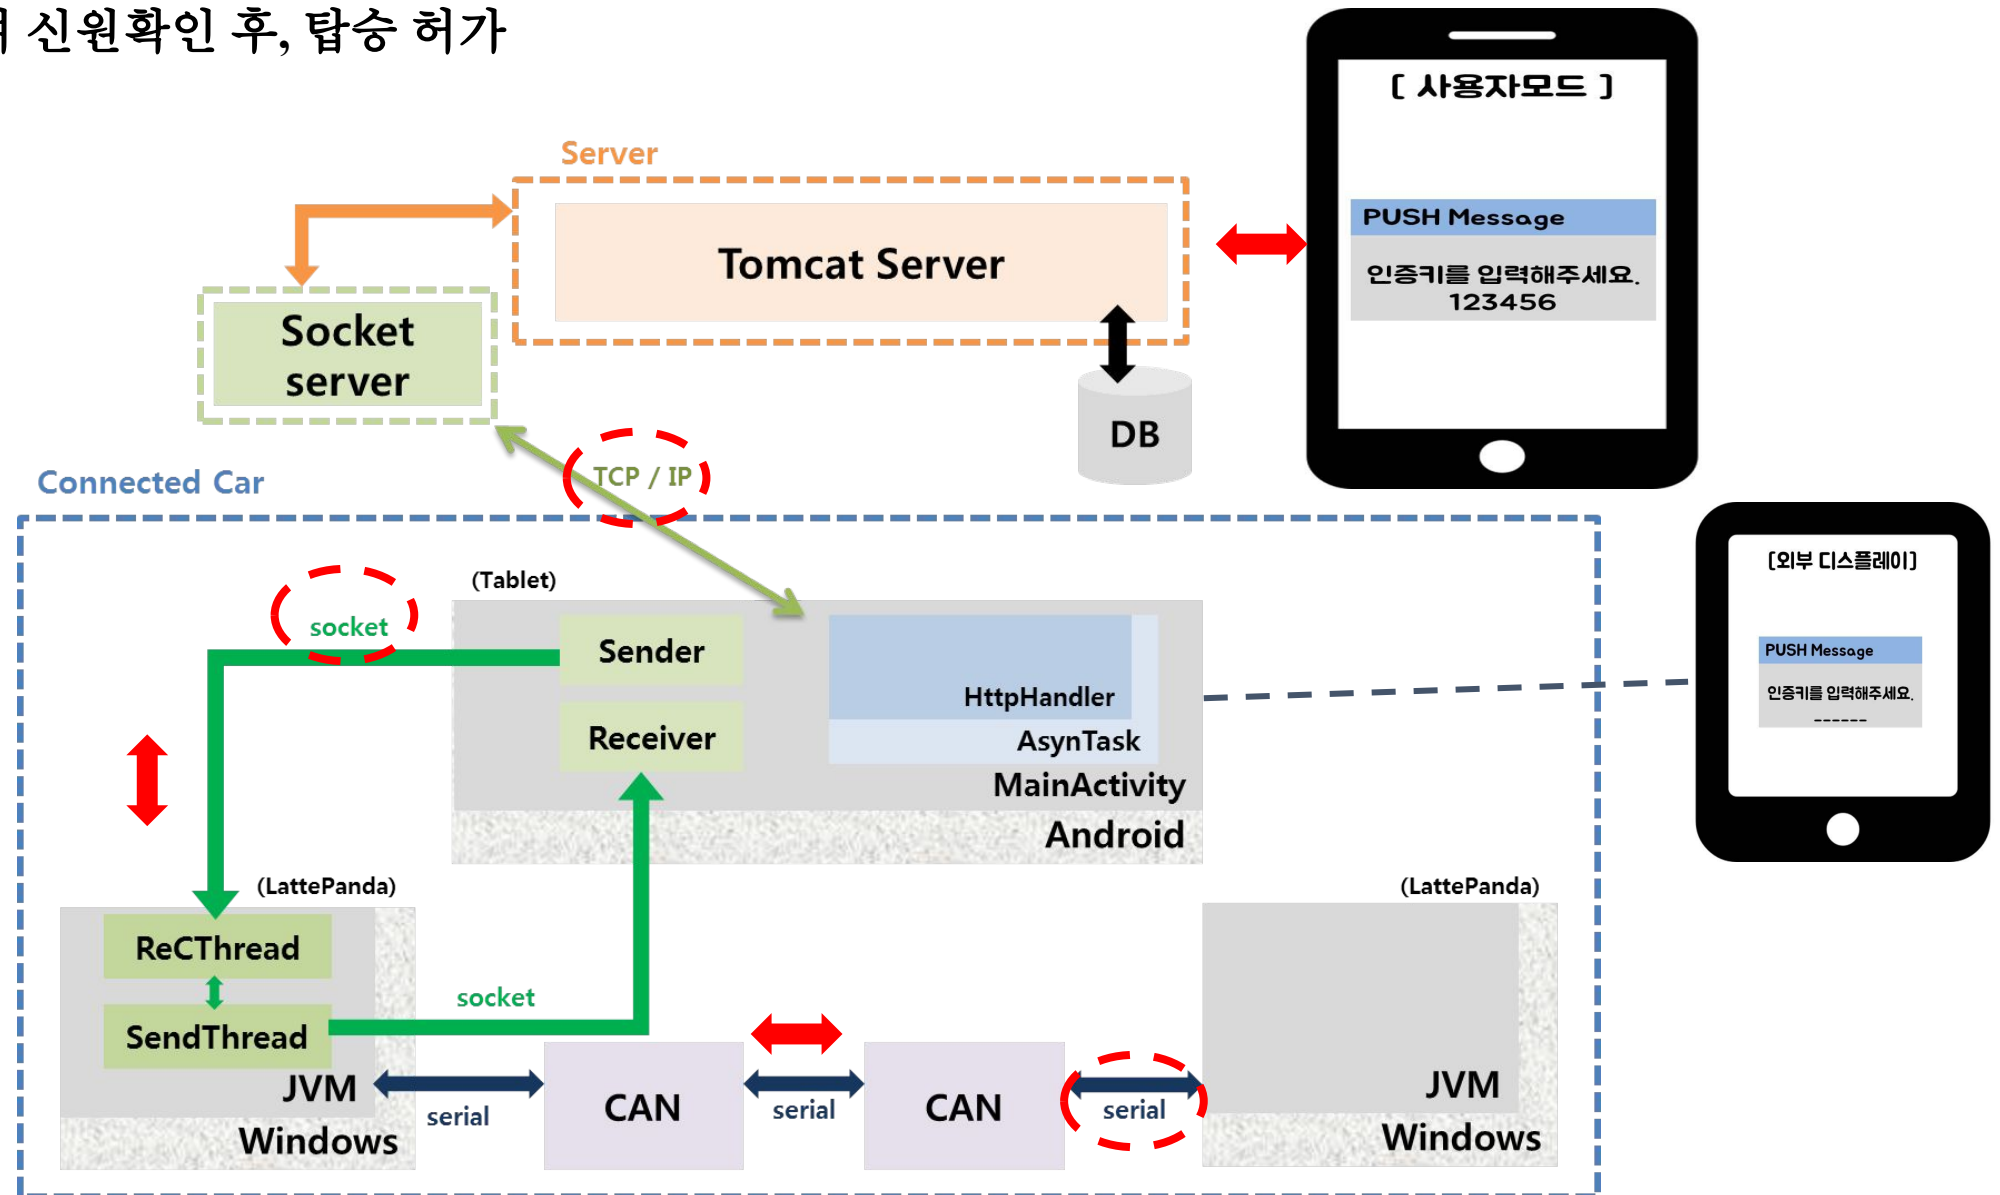 신원확인 후, 탑승 허가
[ 사용자모드 ]
Server
Tomcat Server
PUSH Message
인증키를 입력해주세요.
123456
Socket
server
DB
TCP / IP
Connected Car
[외부 디스플레이]
(Tablet)
socket
Sender
PUSH Message
인증키를 입력해주세요.
------
HttpHandler
Receiver
AsynTask
MainActivity
Android
(LattePanda)
(LattePanda)
ReCThread
socket
SendThread
JVM
serial
CAN
serial
CAN
serial
JVM
Windows
Windows